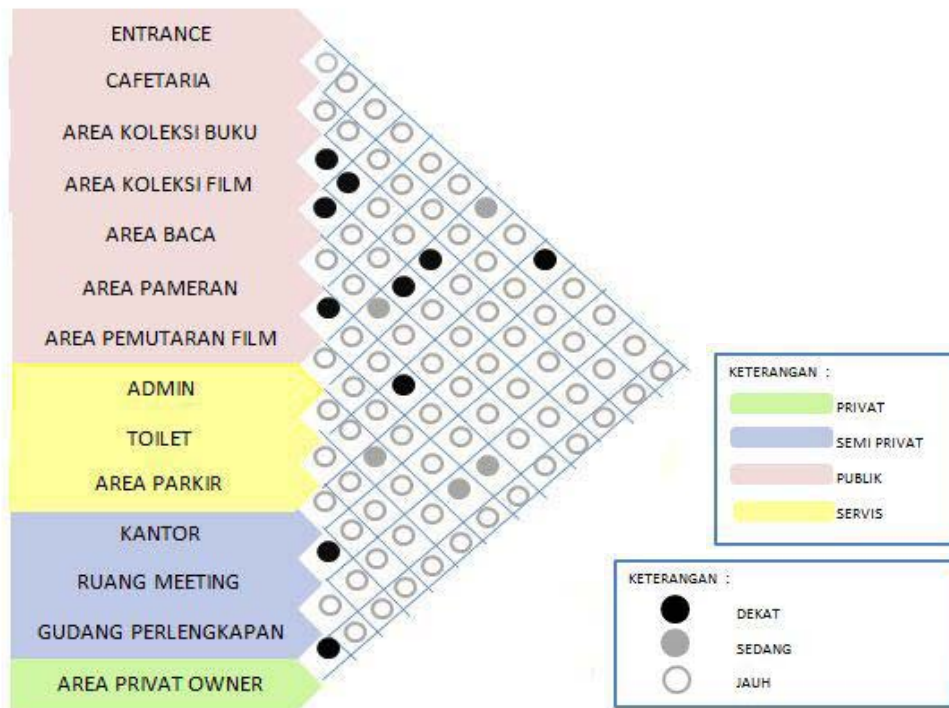 ENTRANCE
CAFETARIA
AREA KOLEKSI BUKU
AREA KOLEKSI FILM
AREA BACA
AREA PAMERAN
AREA PEMUTARAN FILM
ADMIN
TOILET
AREA PARKIR
KANTOR
RUANG MEETING
GUDANG PERLENGKAPAN
AREA PRIVAT OWNER
KETERANGAN :
PRIVAT
SEMI PRIVAT
PUBLIK
SERVIS
KETERANGAN :
DEKAT
SEDANG
JAUH